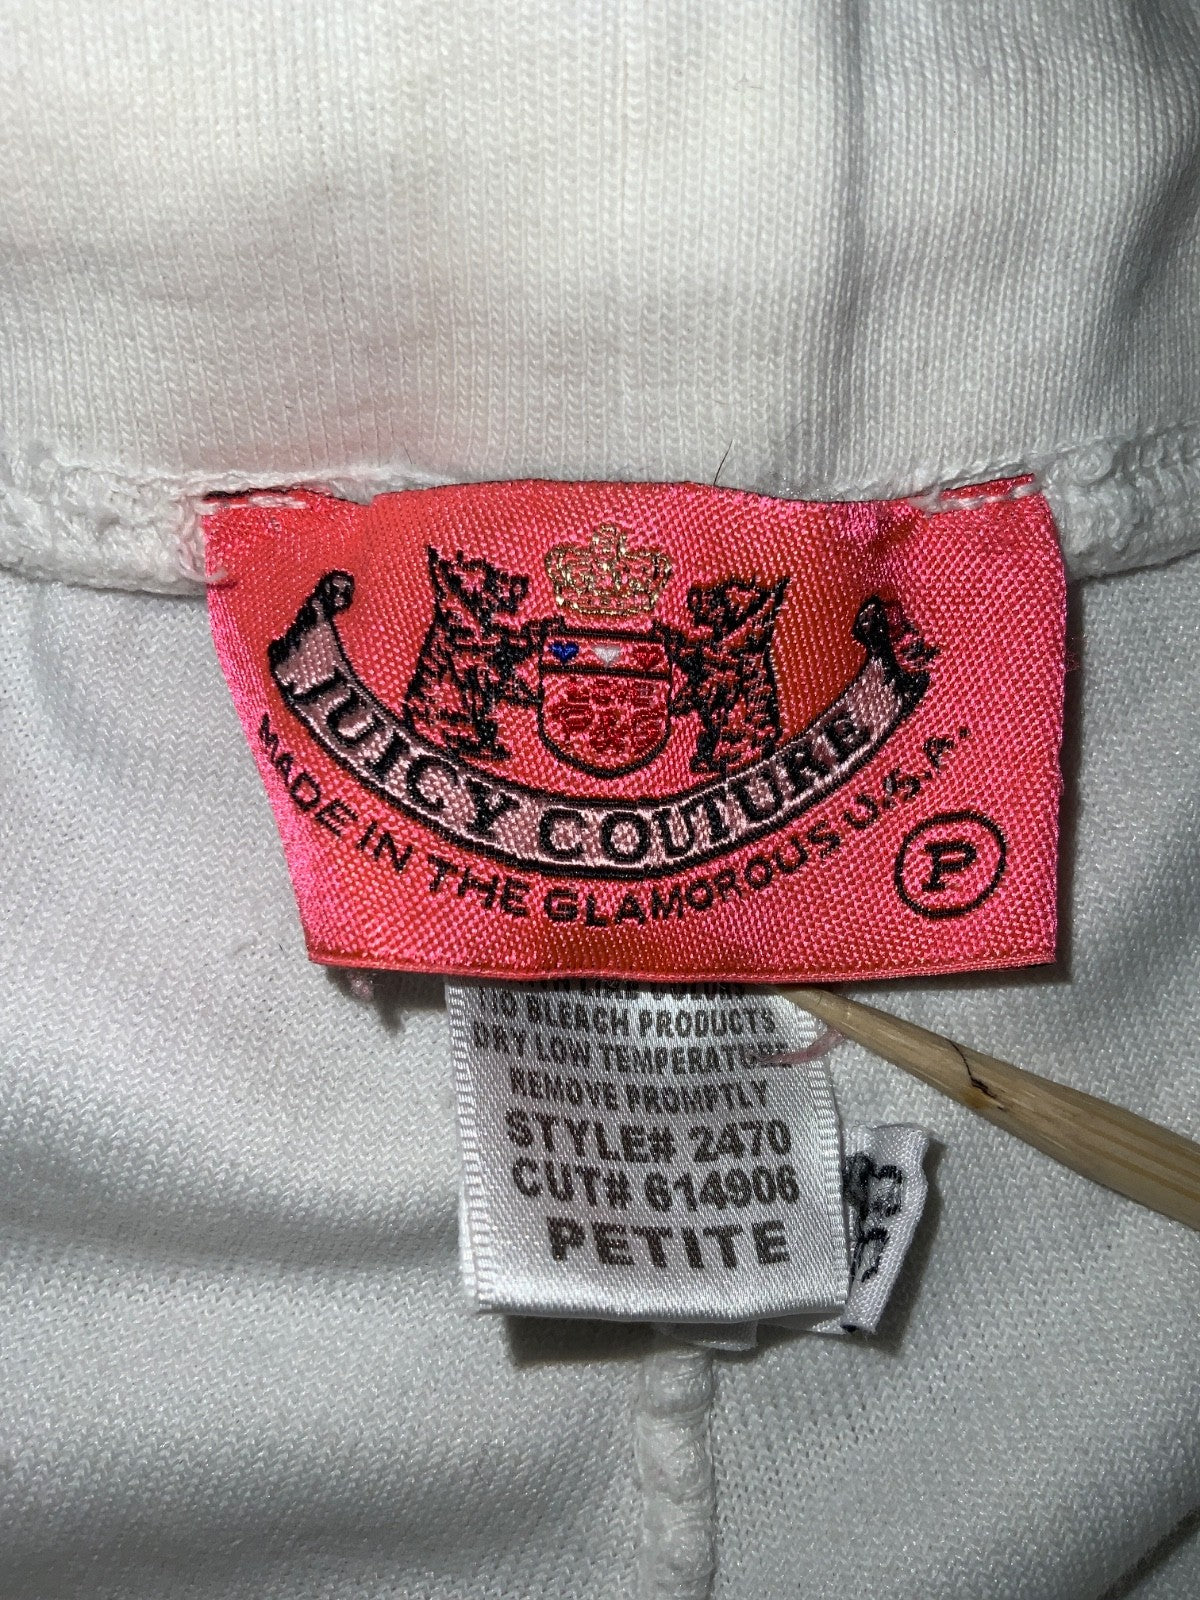 JUICY COUTURE
MADE IN THE GLAMOROUS U.S.A.
P
NO BLEACH PRODUCTS
DRY LOW TEMPERATURE
REMOVE PROMPTLY
STYLE# 2470
CUT# 614906
PETITE